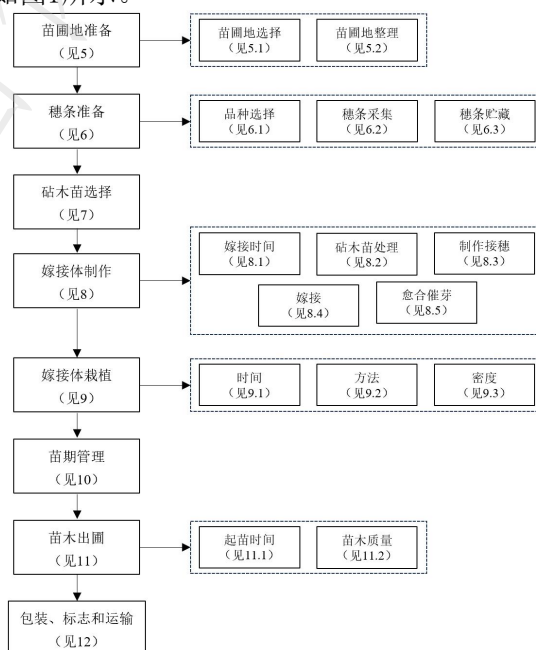 如图1所示。
苗圃地准备
（见5）
苗圃地选择
（见5.1）
苗圃地整理
（见5.2）
穗条准备
（见6）
品种选择
（见6.1）
穗条采集
（见6.2）
穗条贮藏
（见6.3）
砧木苗选择
（见7）
嫁接体制作
（见8）
嫁接时间
（见8.1）
砧木苗处理
（见8.2）
制作接穗
（见8.3）
嫁接
（见8.4）
愈合催芽
（见8.5）
嫁接体栽植
（见9）
时间
（见9.1）
方法
（见9.2）
密度
（见9.3）
苗期管理
（见10）
苗木出圃
（见11）
起苗时间
（见11.1）
苗木质量
（见11.2）
包装、标志和运输
（见12）